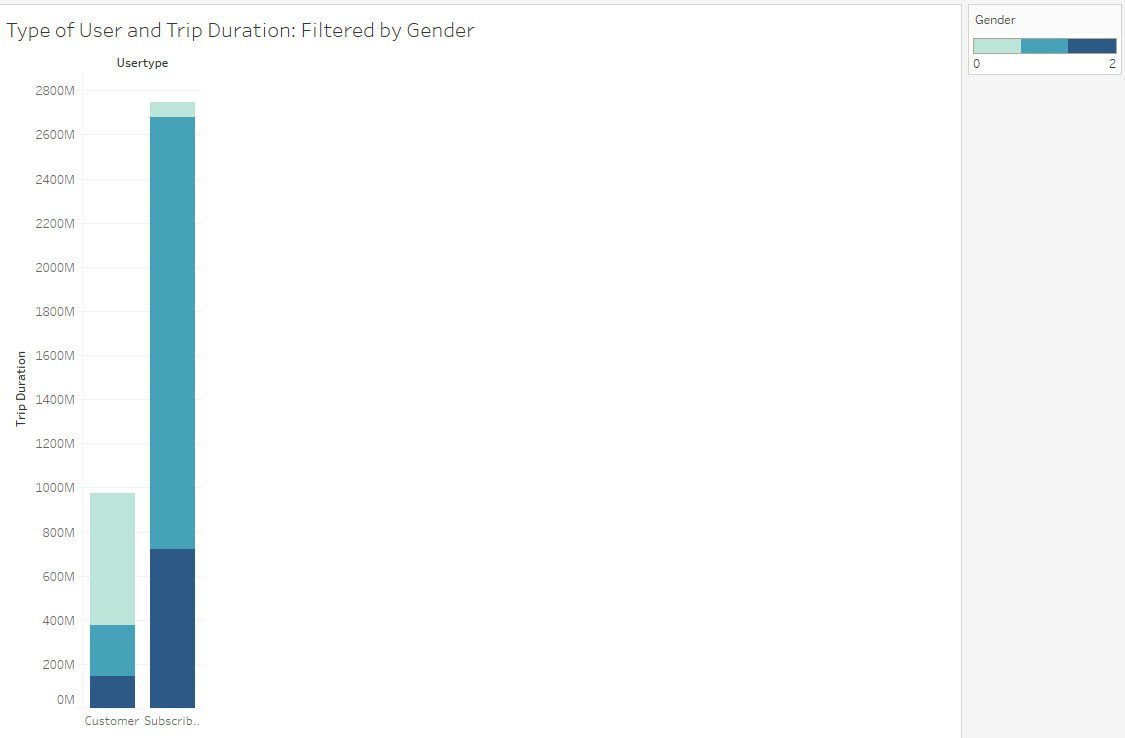 Type of User and Trip Duration: Filtered by Gender
Usertype
2800M
2600M
2400M
2200M
2000M
1800M
1600M
1400M
1200M
1000M
800M
600M
400M
200M
0M
Trip Duration
Customer Subscrib..
Gender
0 2